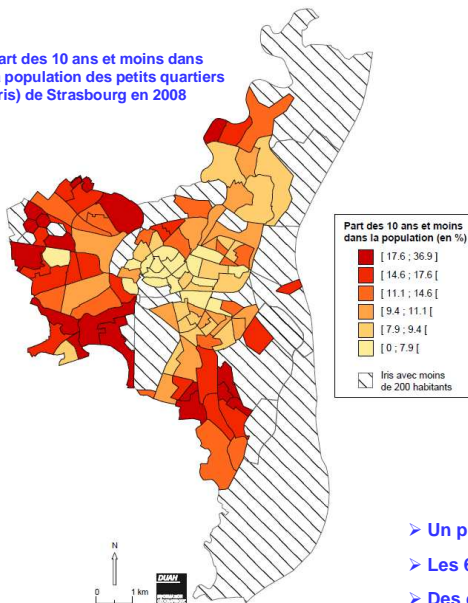 art des 10 ans et moins dans
a population des petits quartiers
ris) de Strasbourg en 2008
Part des 10 ans et moins
dans la population (en %)
[ 17.6 ; 36.9 ]
[ 14.6 ; 17.6 [
[ 11.1 ; 14.6 [
[ 9.4 ; 11.1 [
[ 7.9 ; 9.4 [
[ 0 ; 7.9 [
Iris avec moins
de 200 habitants
➢ Un p
➢ Les 6
➢ Des
N
0 1 km
DUAH